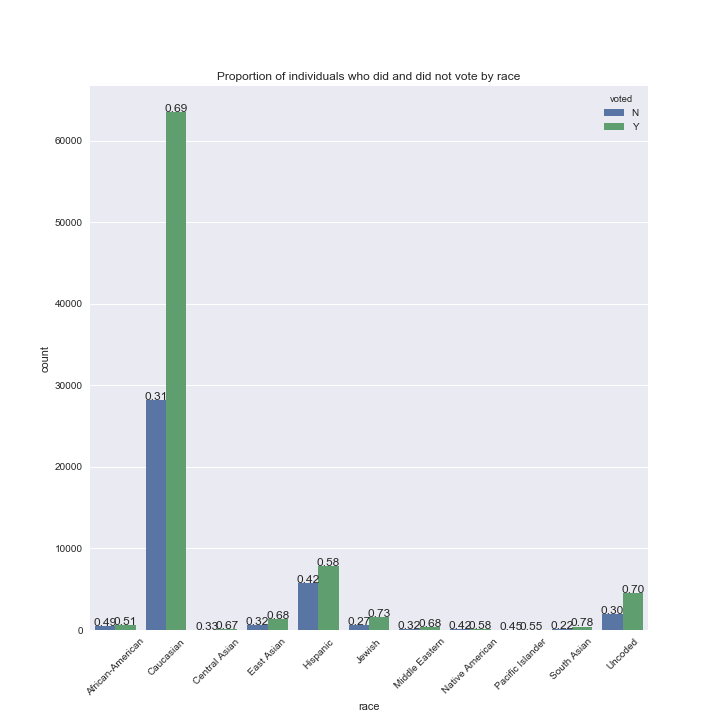 Proportion of individuals who did and did not vote by race
voted
N
Y
count
60000
50000
40000
30000
20000
10000
0
0.49 0.51
0.31 0.69
0.33 0.67
0.32 0.68
0.42 0.58
0.27 0.73
0.32 0.68
0.42 0.58
0.45 0.55
0.22 0.78
0.30 0.70
African-American
Caucasian
Central Asian
East Asian
Hispanic
Jewish
Middle Eastern
Native American
Pacific Islander
South Asian
Uncoded
race